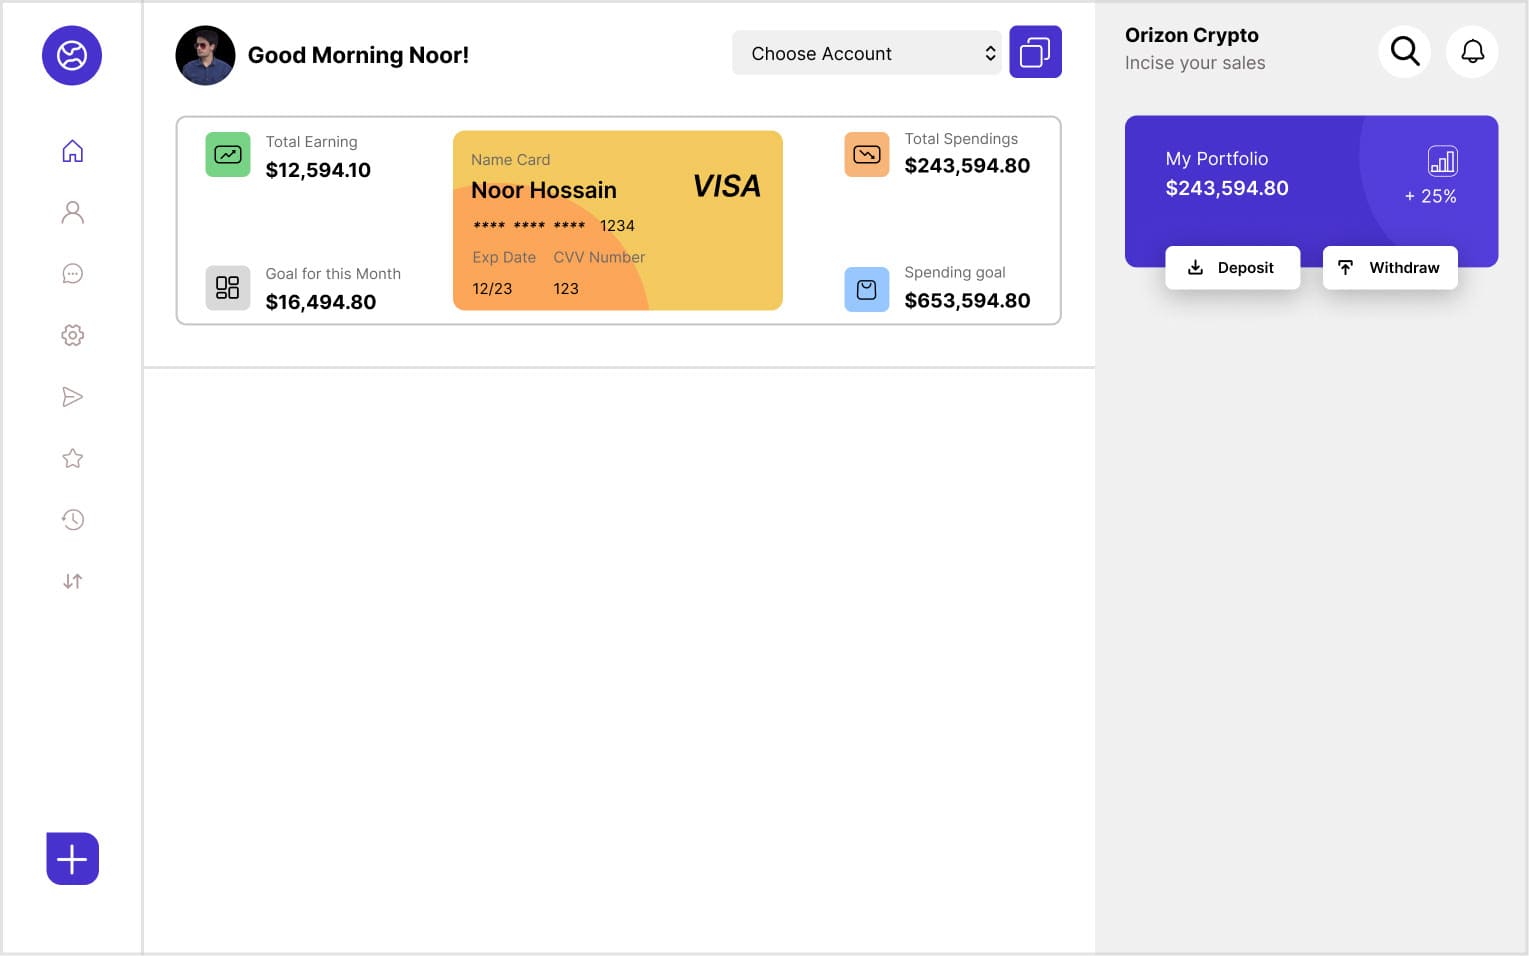 Good Morning Noor!
Choose Account
Total Earning
$12,594.10
Goal for this Month
$16,494.80
Name Card
Noor Hossain
VISA
**** **** **** 1234
Exp Date CVV Number
12/23 123
Total Spendings
$243,594.80
Spending goal
$653,594.80
Orizon Crypto
Incise your sales
My Portfolio
$243,594.80
+ 25%
Deposit
Withdraw